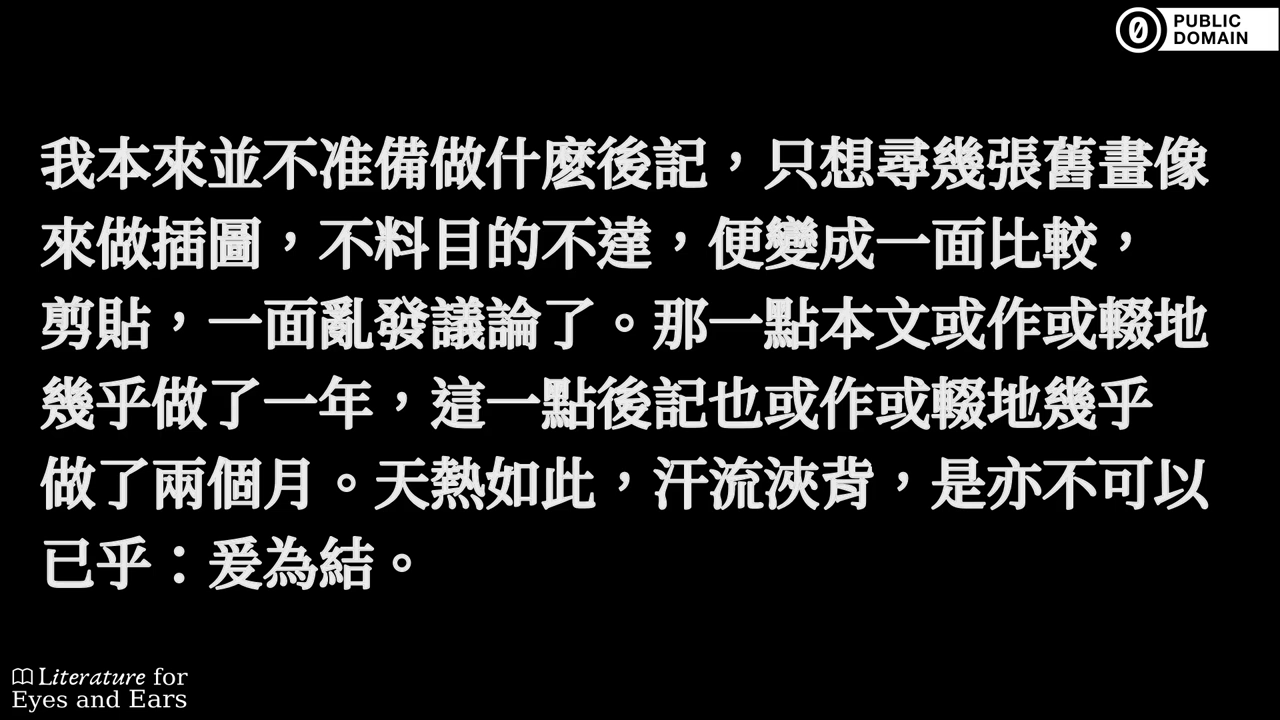 PUBLIC
DOMAIN
我本來並不准備做什麼後記，只想尋幾張舊畫像
來做插圖，不料目的不達，便變成一面比較，
剪貼，一面亂發議論了。那一點本文或作或輟地
幾乎做了一年，這一點後記也或作或輟地幾乎
做了兩個月。天熱如此，汗流浹背，是亦不可以
已乎：爰為結。
Literature for
Eyes and Ears